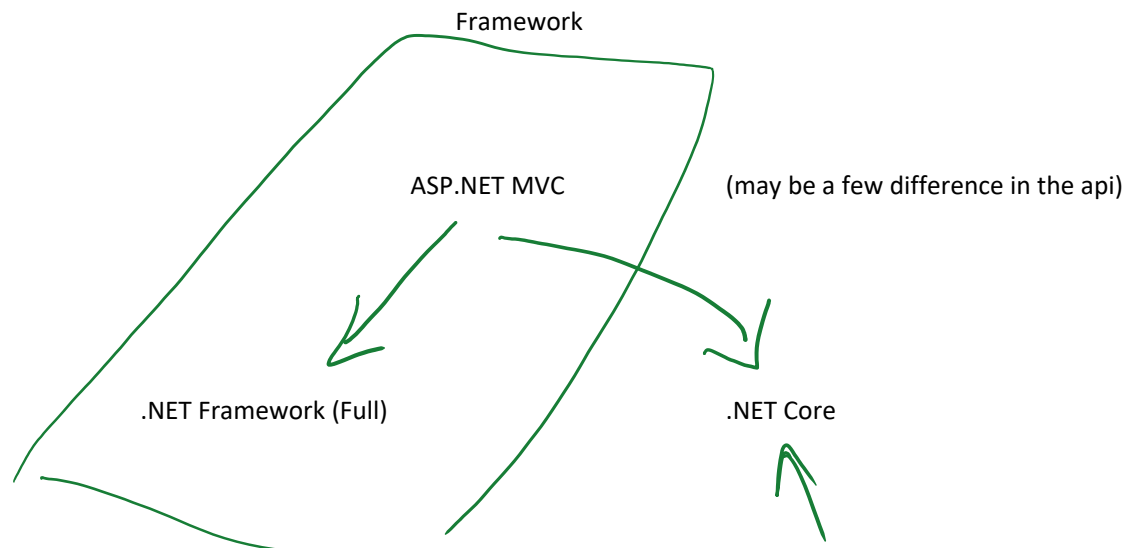 Framework
ASP.NET MVC
(may be a few difference in the api)
.NET Framework (Full)
.NET Core